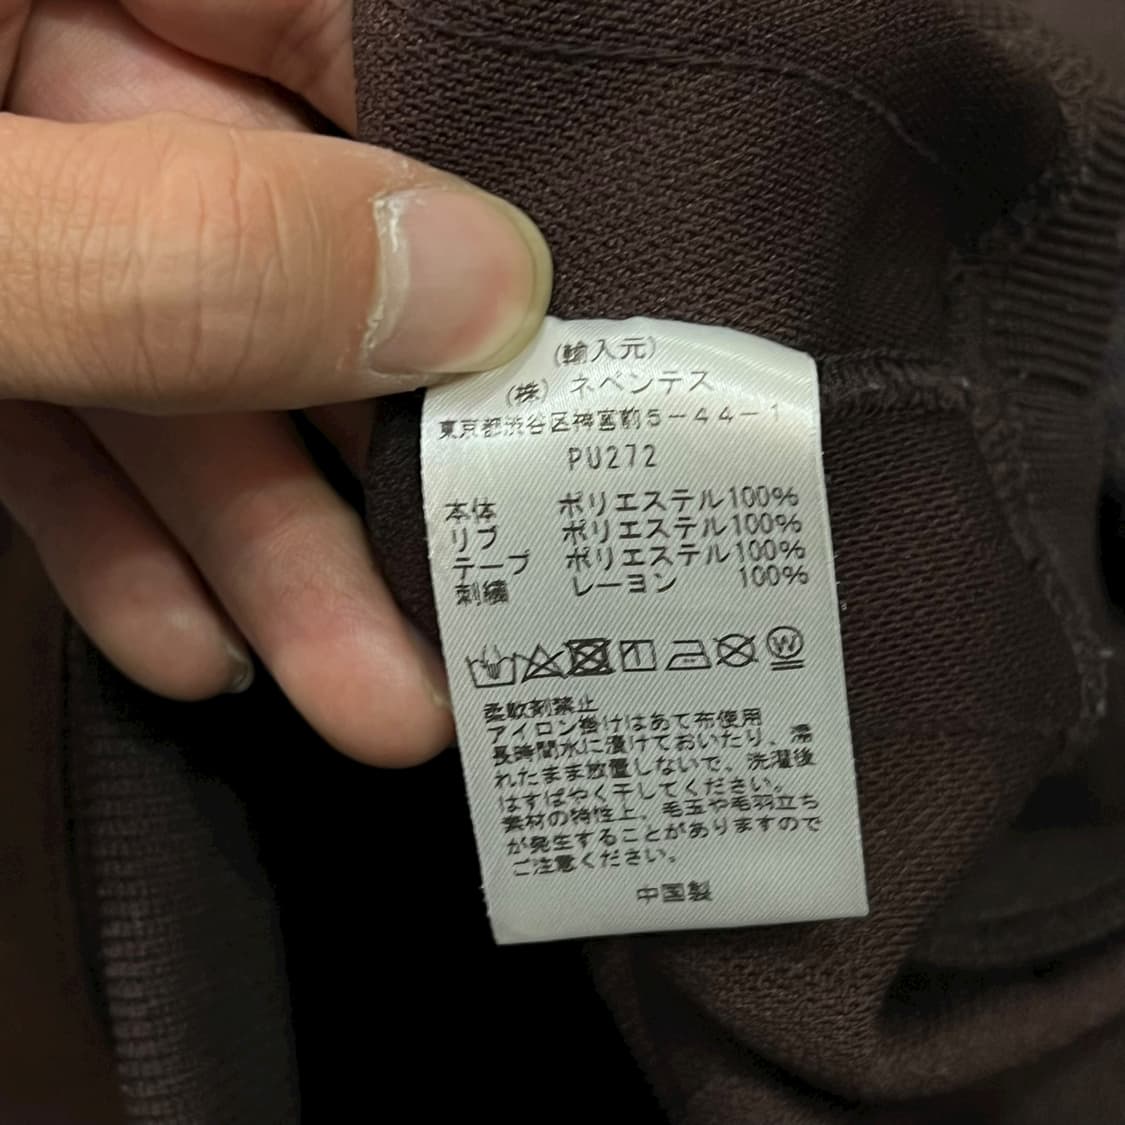 (輸入元)
(株) ネペンテス
東京都渋谷区神宮前5-44-1
PU272
本体 ポリエステル100%
リブ ポリエステル100%
テープ ポリエステル100%
刺繍 レーヨン 100%
W
柔軟剤禁止
アイロン掛けはあて布使用
長時間水に漬けておいたり、濡
れたまま放置しないで、洗濯後
はすばやく干してください。
素材の特性上、毛玉や毛羽立ち
が発生することがありますので
ご注意ください。
中国製